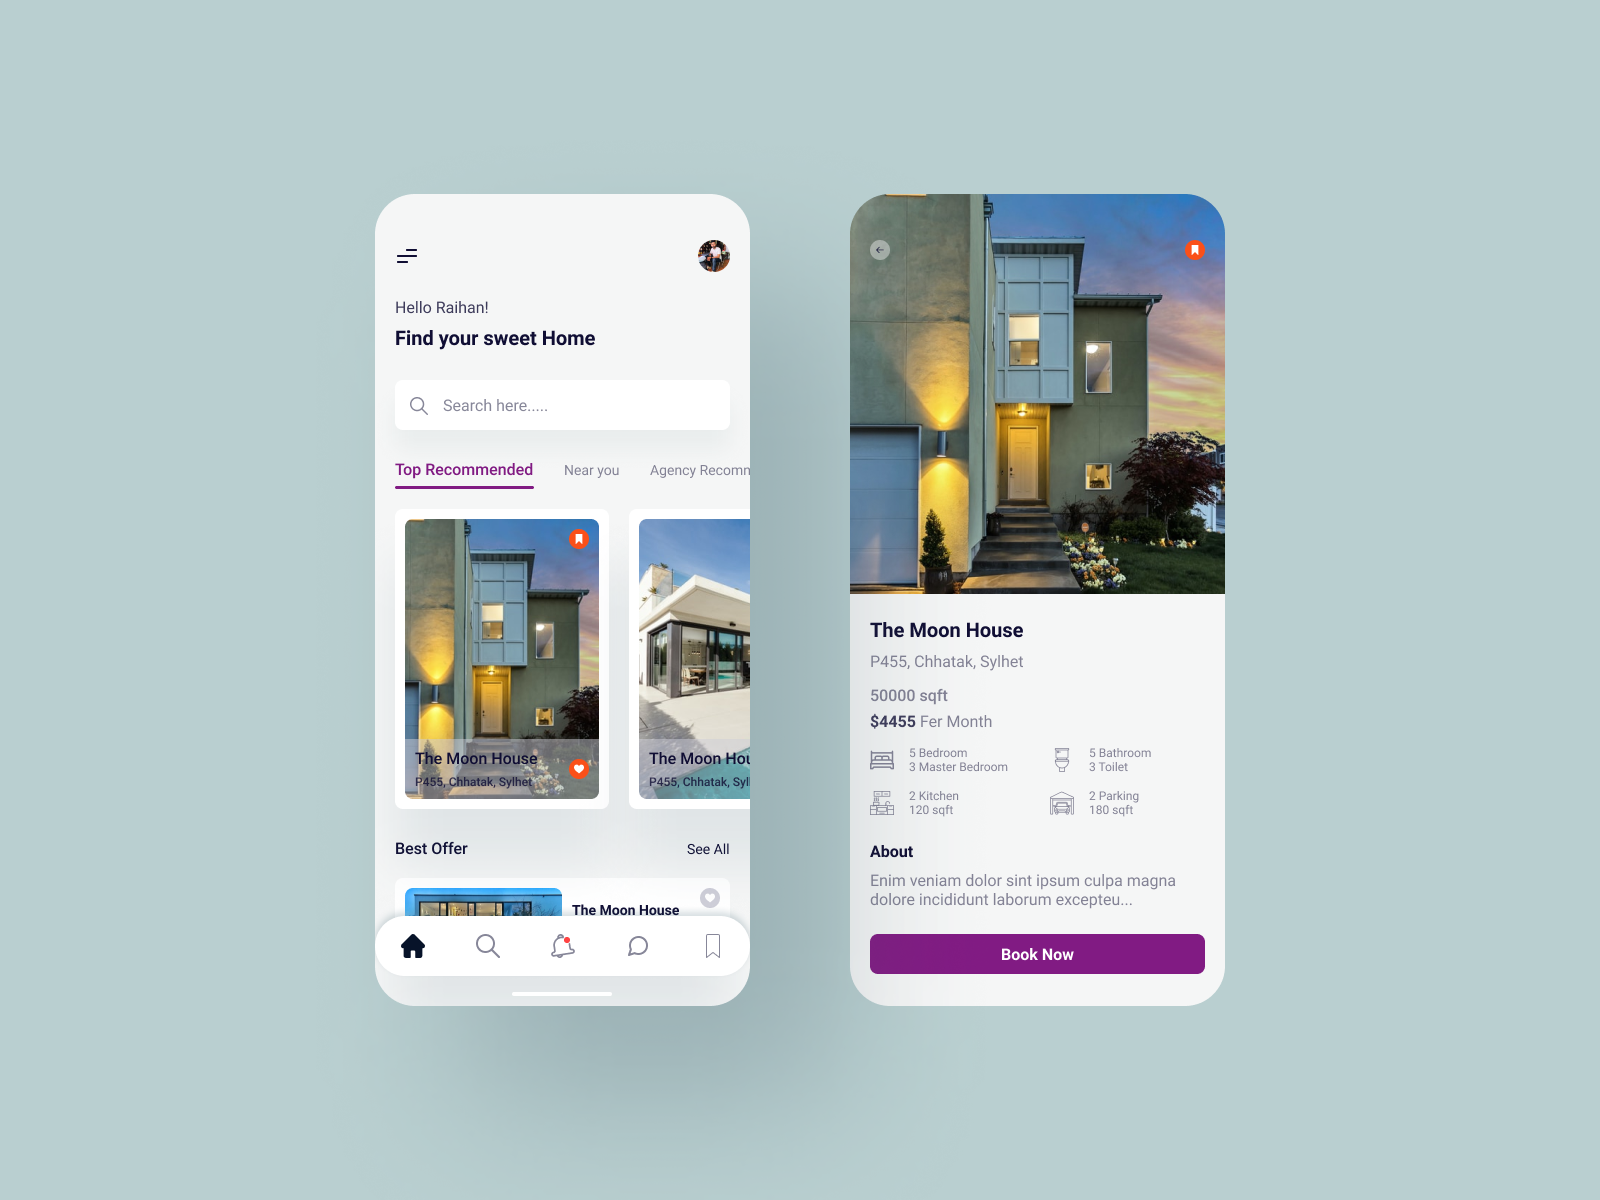 Hello Raihan!
Find your sweet Home
Search here.....
Top Recommended
Near you
Agency Recomm
The Moon House
P455, Chhatak, Sylhet
The Moon Hou
P455, Chhatak, Syl
Best Offer
See All
The Moon House
The Moon House
P455, Chhatak, Sylhet
50000 sqft
$4455 Fer Month
5 Bedroom
3 Master Bedroom
5 Bathroom
3 Toilet
2 Kitchen
120 sqft
2 Parking
180 sqft
About
Enim veniam dolor sint ipsum culpa magna
dolore incididunt laborum excepteu...
Book Now